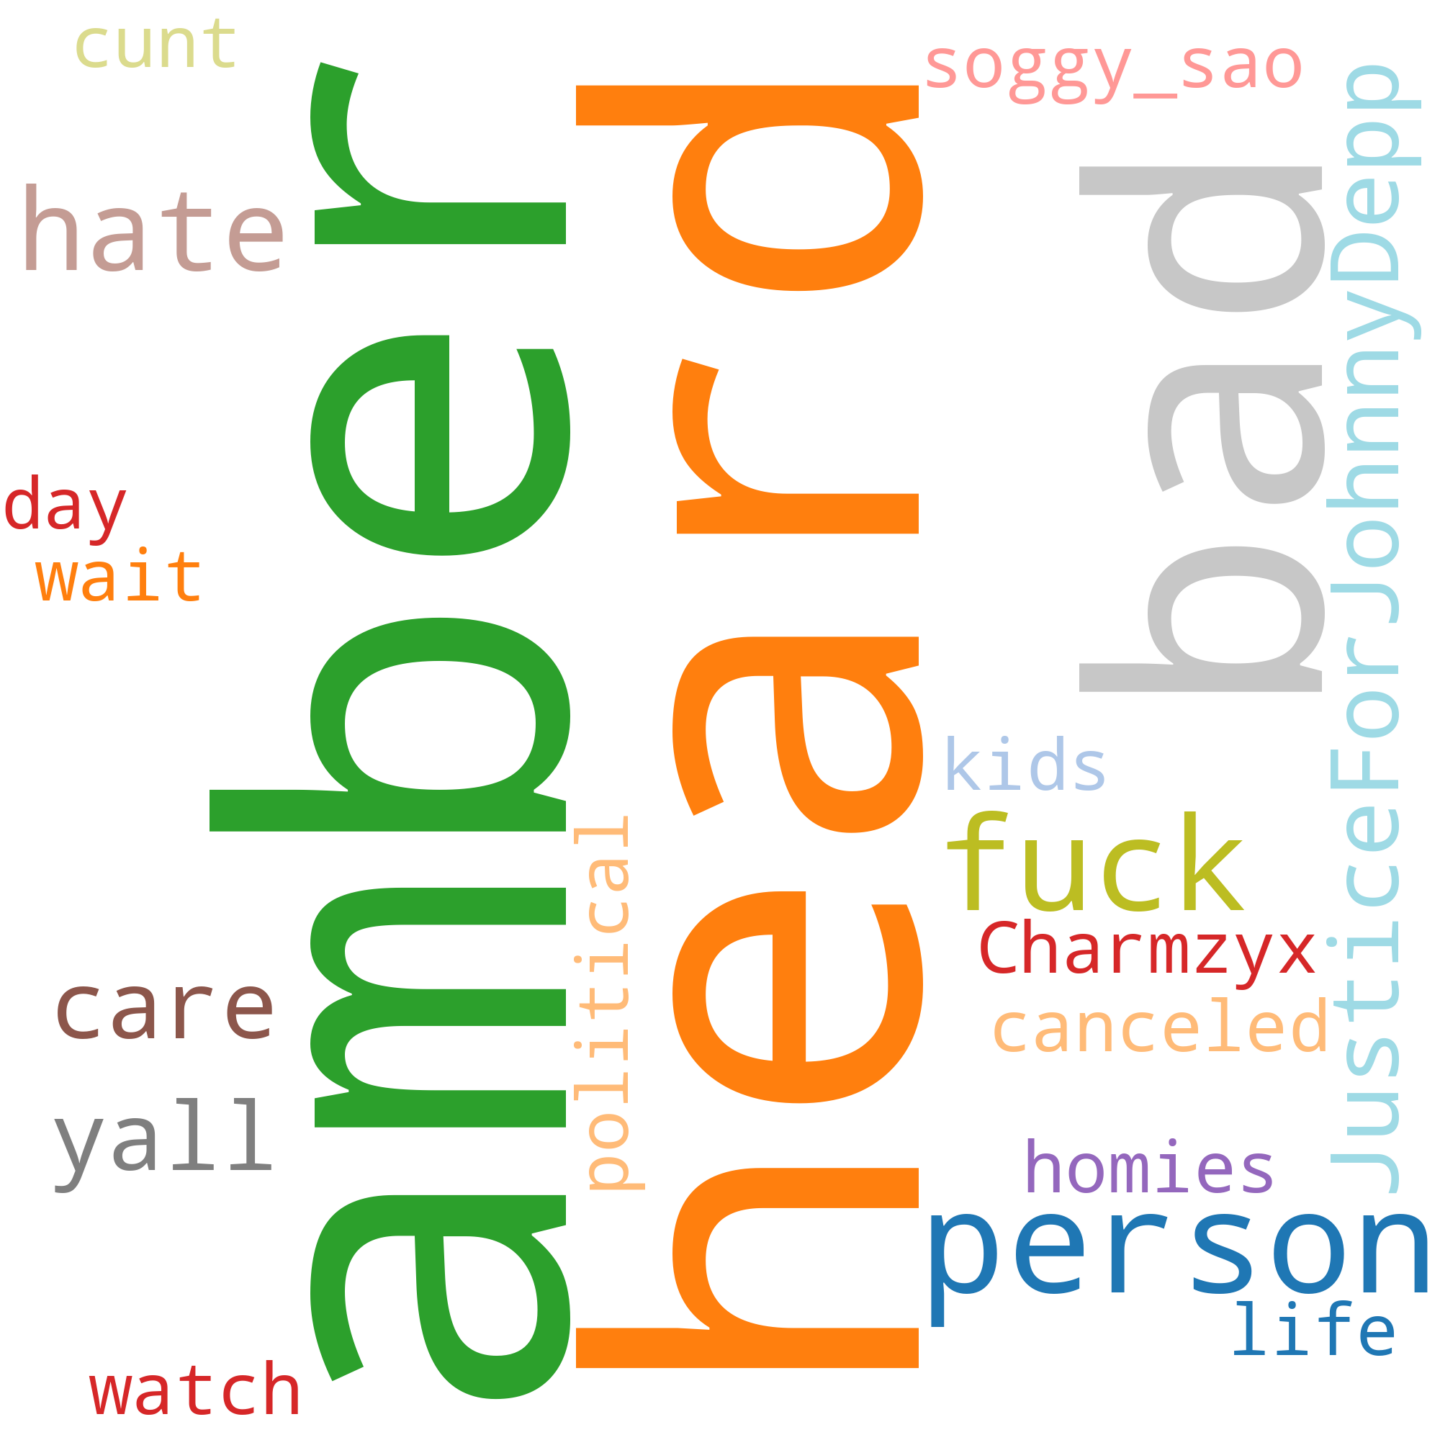 cunt
soggy_sao
hate
amber
heard
bad
JusticeForJohnnyDepp
day
wait
kids
fuck
political
Charmzyx
care
canceled
yall
homies
person
life
watch